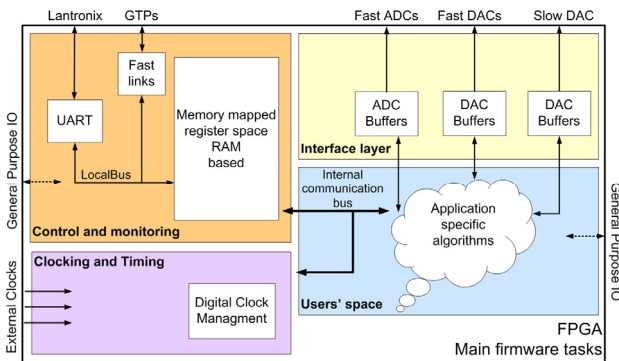 Lantronix
GTPs
Fast ADCs
Fast DACs
Slow DAC
General Purpose IO
UART
Fast
links
Memory mapped
register space
RAM
based
LocalBus
Control and monitoring
ADC
Buffers
DAC
Buffers
DAC
Buffers
Interface layer
Internal
communication
bus
Application
specific
algorithms
Users' space
General Purpose IO
Clocking and Timing
External Clocks
Digital Clock
Managment
FPGA
Main firmware tasks